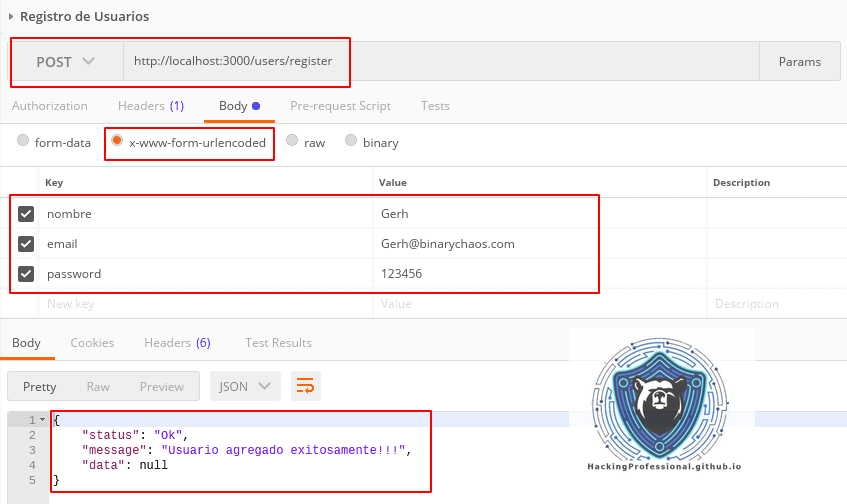 Registro de Usuarios
POST http://localhost:3000/users/register Params
Authorization Headers (1) Body Pre-request Script Tests
form-data x-www-form-urlencoded raw binary
Key Value Description
nombre Gerh
email Gerh@binarychaos.com
password 123456
New key Value Description
Body Cookies Headers (6) Test Results
Pretty Raw Preview JSON
1 {
2 "status": "Ok",
3 "message": "Usuario agregado exitosamente!!!",
4 "data": null
5 }
HackingProfessional.github.io